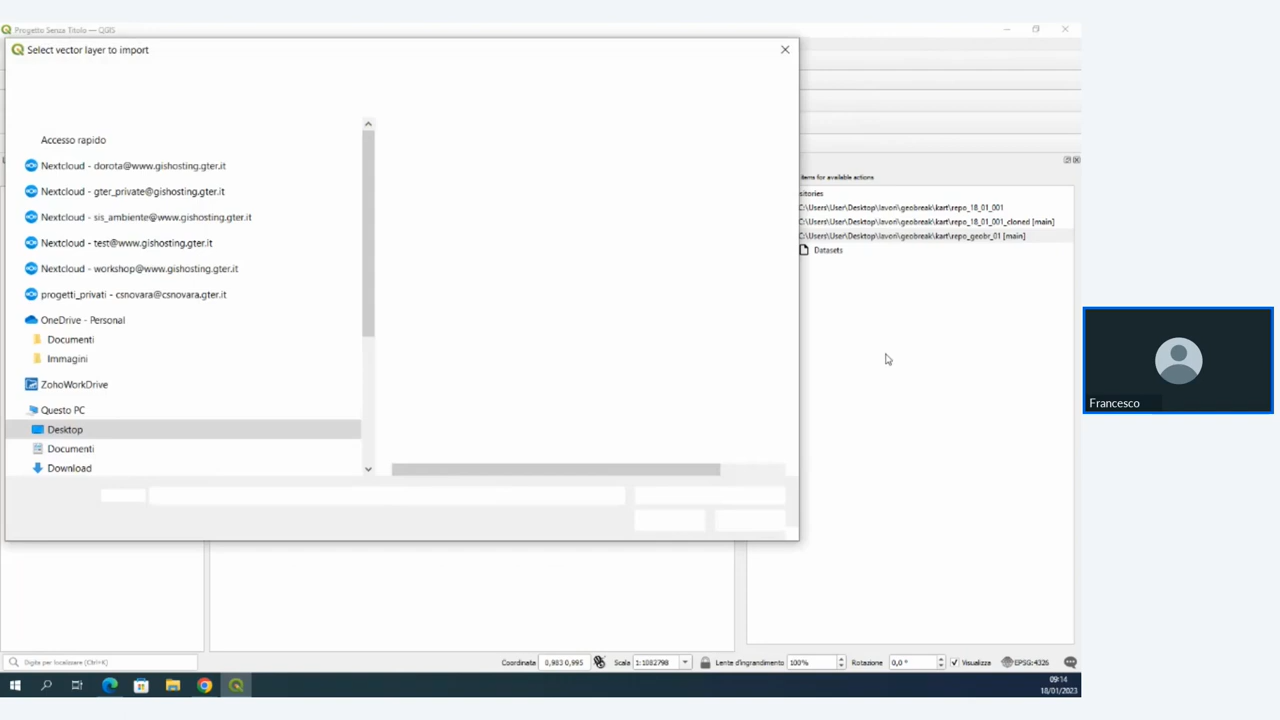 Progetto Senza Titolo — QGIS
Select vector layer to import
Accesso rapido
Nextcloud - dorota@www.gishosting.gter.it
Nextcloud - gter_private@gishosting.gter.it
Nextcloud - sis_ambiente@www.gishosting.gter.it
Nextcloud - test@www.gishosting.gter.it
Nextcloud - workshop@www.gishosting.gter.it
progetti_privati - csnovara@csnovara.gter.it
OneDrive - Personal
Documenti
Immagini
ZohoWorkDrive
Questo PC
Desktop
Documenti
Download
items for available actions
sitories
C:\Users\User\Desktop\lavori\geobreak\kart\repo_18_01_001
C:\Users\User\Desktop\lavori\geobreak\kart\repo_18_01_001_cloned [main]
C:\Users\User\Desktop\lavori\geobreak\kart\repo_geobr_01 [main]
Datasets
Francesco
Digita per localizzare (Ctrl+K)
Coordinata 0,983 0,995 Scala 1:1082798 Lente d'ingrandimento 100% Rotazione 0,0 ° Visualizza EPSG:4326
09:14
18/01/2023